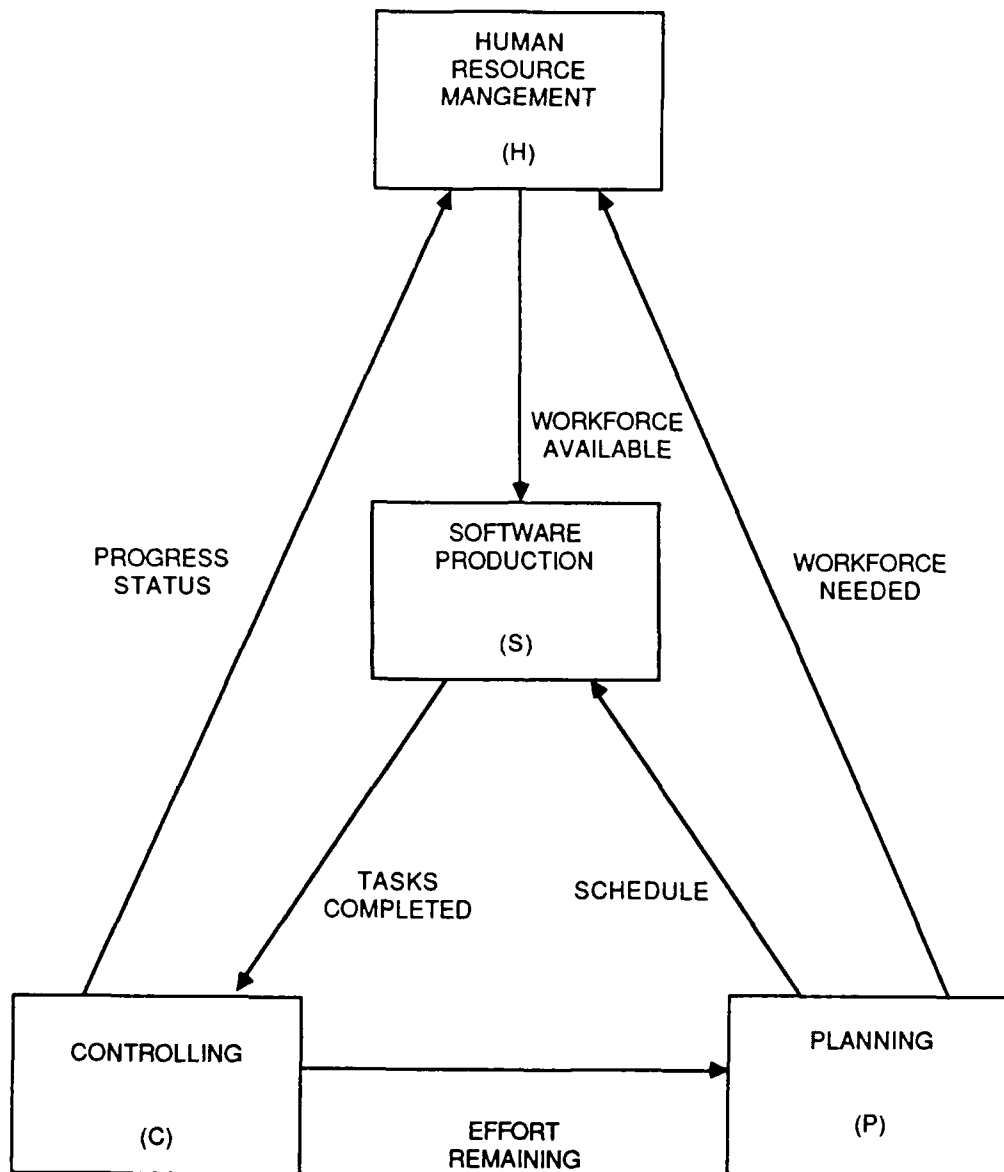 HUMAN
RESOURCE
MANGEMENT
(H)
WORKFORCE
AVAILABLE
SOFTWARE
PRODUCTION
(S)
PROGRESS
STATUS
WORKFORCE
NEEDED
TASKS
COMPLETED
SCHEDULE
CONTROLLING
(C)
PLANNING
(P)
EFFORT
REMAINING